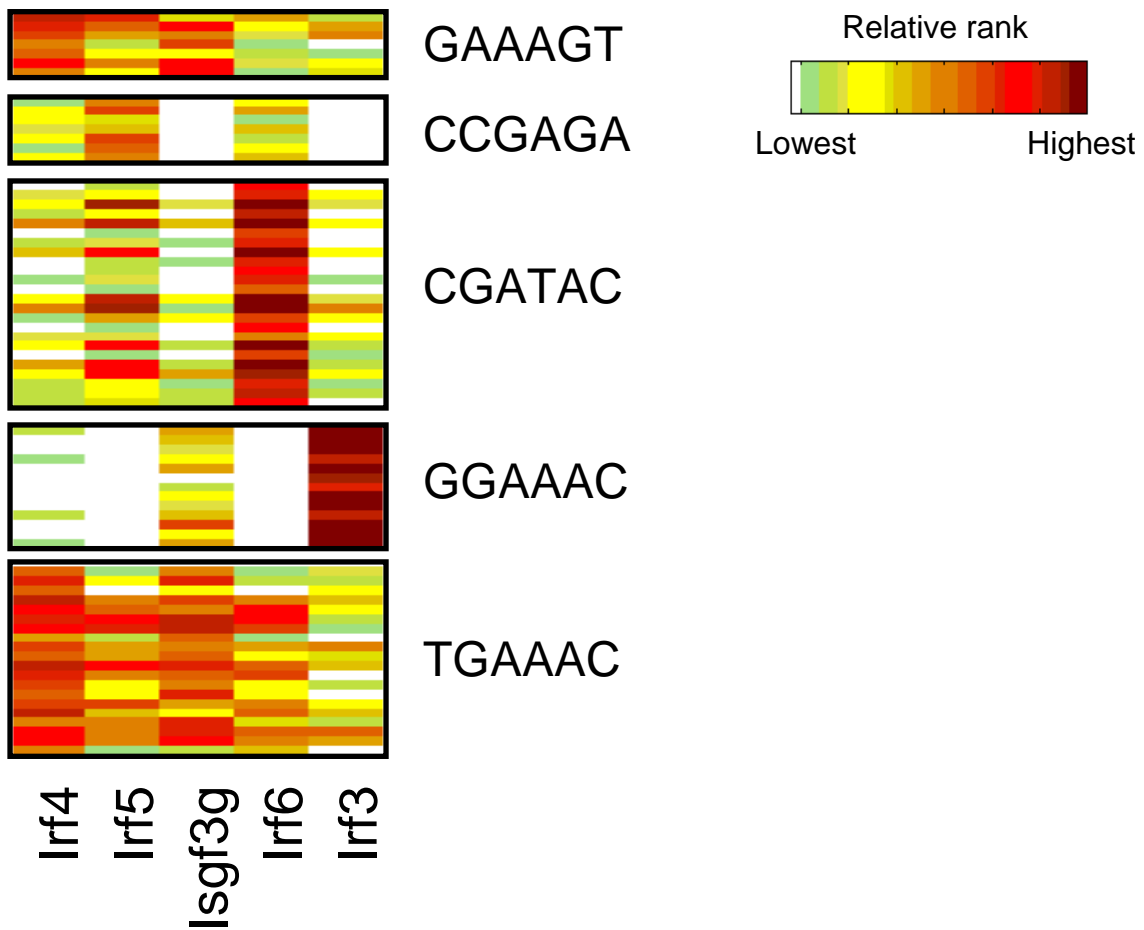 GAAAGT
CCGAGA
CGATAC
GGAAAC
TGAAAC
Relative rank
Lowest Highest
Irf4
Irf5
Isgf3g
Irf6
Irf3